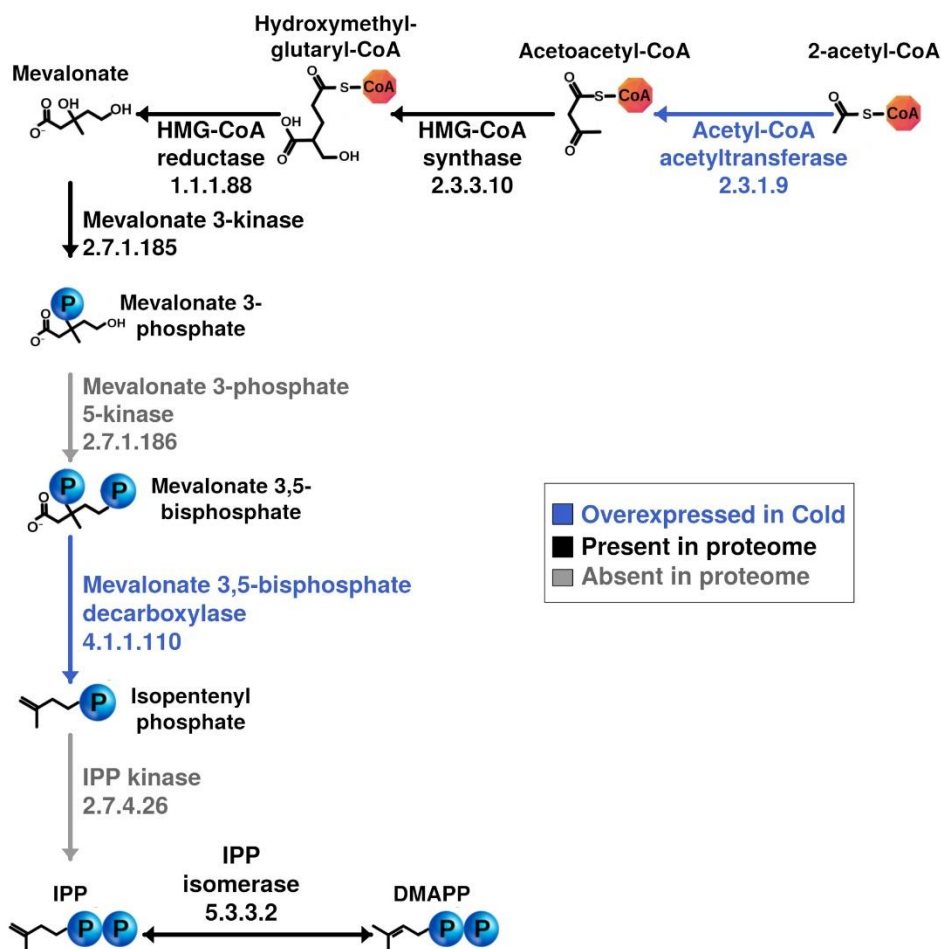 Hydroxymethyl-
glutaryl-CoA
Acetoacetyl-CoA
2-acetyl-CoA
Mevalonate
O
S
CoA
OH
O
OH
O
O-
OH
O
OH
HMG-CoA
reductase
1.1.1.88
O
S
CoA
O
HMG-CoA
synthase
2.3.3.10
O
S
CoA
Acetyl-CoA
acetyltransferase
2.3.1.9
Mevalonate 3-kinase
2.7.1.185
P
O
O-
OH
Mevalonate 3-
phosphate
Mevalonate 3-phosphate
5-kinase
2.7.1.186
P
P
O
O-
Mevalonate 3,5-
bisphosphate
Overexpressed in Cold
Present in proteome
Absent in proteome
Mevalonate 3,5-bisphosphate
decarboxylase
4.1.1.110
P
Isopentenyl
phosphate
IPP kinase
2.7.4.26
IPP
isomerase
5.3.3.2
IPP
DMAPP
P P
P P